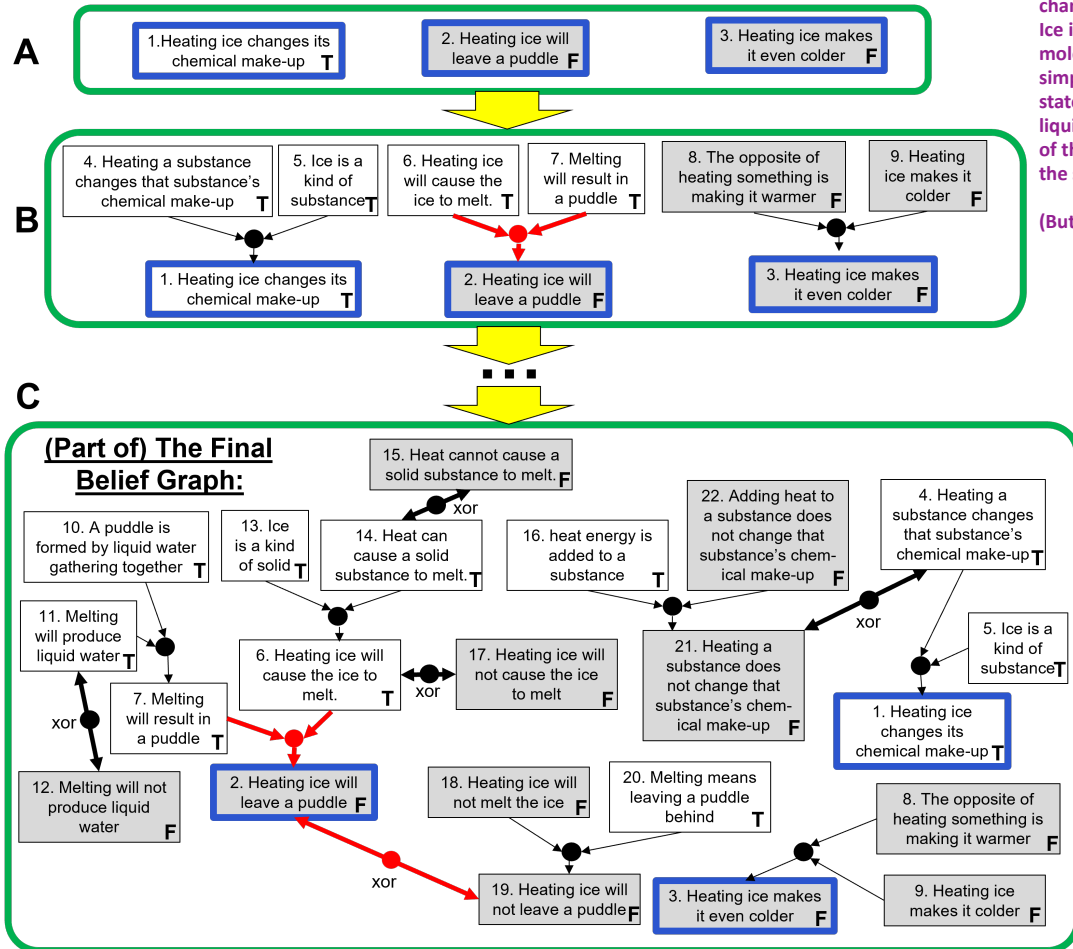 A
1.Heating ice changes its
chemical make-up T
2. Heating ice will
leave a puddle F
3. Heating ice makes
it even colder F
Ice i
mol
simp
state
liqui
of th
the
(But
B
4. Heating a substance
changes that substance's
chemical make-up T
5. Ice is a
kind of
substance T
6. Heating ice
will cause the
ice to melt. T
7. Melting
will result in
a puddle T
8. The opposite of
heating something is
making it warmer F
9. Heating
ice makes it
colder F
1. Heating ice changes its
chemical make-up T
2. Heating ice will
leave a puddle F
3. Heating ice makes
it even colder F
...
C
(Part of) The Final
Belief Graph:
15. Heat cannot cause a
solid substance to melt. F
xor
10. A puddle is
formed by liquid water
gathering together T
13. Ice
is a kind
of solid T
14. Heat can
cause a solid
substance to melt. T
16. heat energy is
added to a
substance T
22. Adding heat to
a substance does
not change that
substance's chem-
ical make-up F
4. Heating a
substance changes
that substance's
chemical make-up T
xor
11. Melting
will produce
liquid water T
6. Heating ice will
cause the ice to
melt. T
xor
17. Heating ice will
not cause the ice
to melt F
21. Heating a
substance does
not change that
substance's chem-
ical make-up F
5. Ice is a
kind of
substance T
xor
7. Melting
will result in
a puddle T
1. Heating ice
changes its
chemical make-up T
12. Melting will not
produce liquid
water F
2. Heating ice will
leave a puddle F
18. Heating ice will
not melt the ice F
20. Melting means
leaving a puddle
behind T
8. The opposite of
heating something is
making it warmer F
xor
19. Heating ice will
not leave a puddle F
3. Heating ice makes
it even colder F
9. Heating ice
makes it colder F